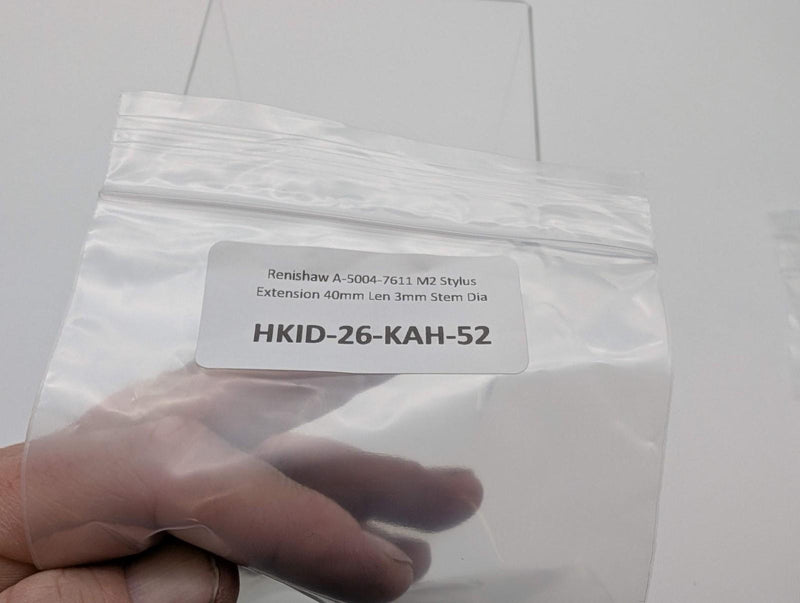 Renishaw A-5004-7611 M2 Stylus
Extension 40mm Len 3mm Stem Dia
HKID-26-KAH-52